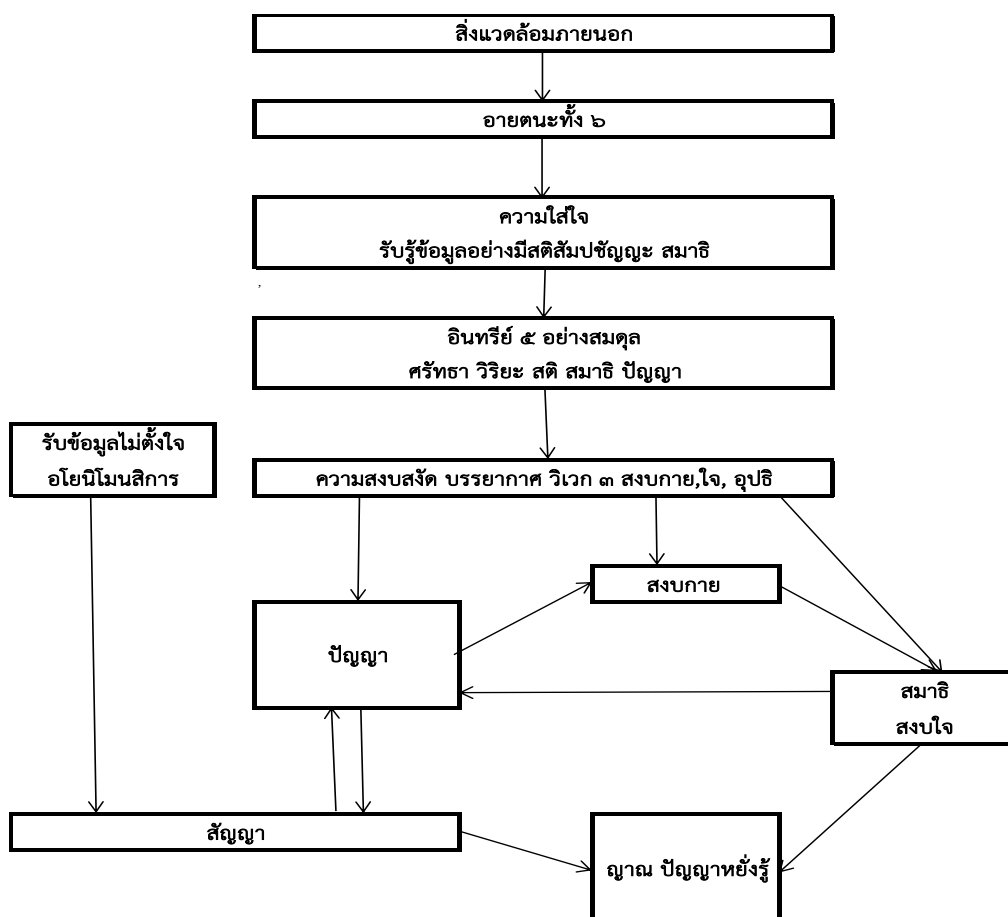 สิ่งแวดล้อมภายนอก
อายตนะทั้ง ๖
ความใส่ใจ
รับรู้ข้อมูลอย่างมีสติสัมปชัญญะ สมาธิ
,
อินทรีย์ ๕ อย่างสมดุล
ศรัทธา วิริยะ สติ สมาธิ ปัญญา
รับข้อมูลไม่ตั้งใจ
อโยนิโมนสิการ
ความสงบสงัด บรรยากาศ วิเวก ๓ สงบกาย,ใจ, อุปธิ
สงบกาย
ปัญญา
สมาธิ
สงบใจ
สัญญา
ญาณ ปัญญาหยั่งรู้